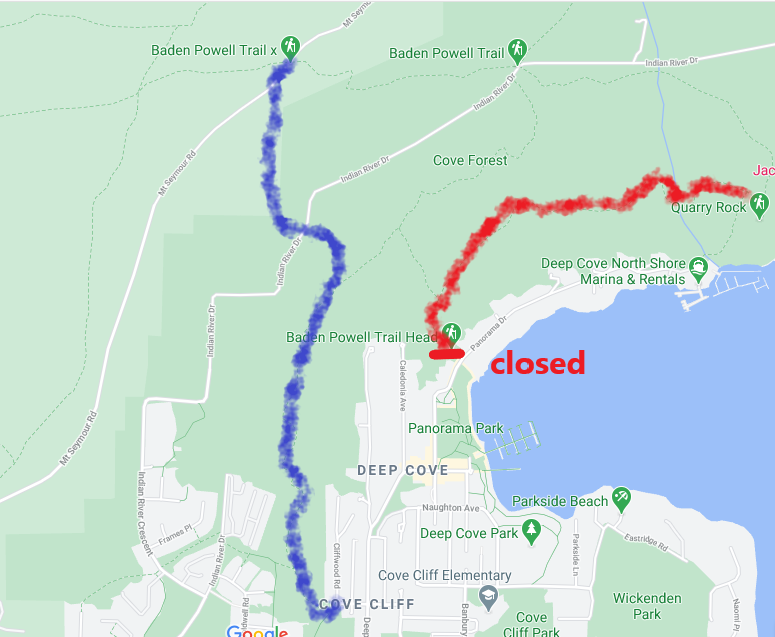 Mt Sey
Baden Powell Trail x
Baden Powell Trail
Indian River Dr
Indian River Dr
Mt Seymour Rd
Cove Forest
Indian River Dr
Jac
Quarry Rock
Indian River Dr
Deep Cove North Shore
Marina & Rentals
Indian River Dr
Baden Powell Trail Head
Panorama Dr
closed
Caledonia Ave
Mt Seymour Rd
Panorama Park
DEEP COVE
Indian River Crescent
Naughton Ave
Parkside Beach
Frames Pl
Deep Cove Park
Eastridge Rd
Indian River Dr
Cliffwood Rd
Parkside Ln
Cove Cliff Elementary
Wickenden
Park
COVE CLIFF
Banbury
Naomi Pl
Deep
Cove
Cliff Park
Google